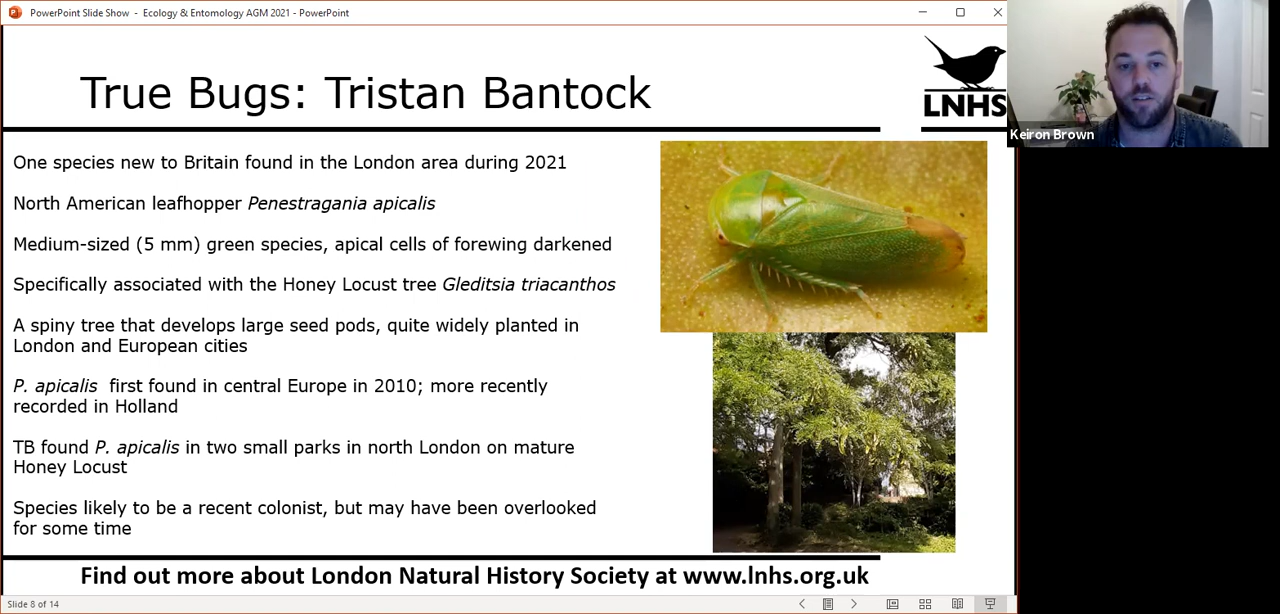 PowerPoint Slide Show - Ecology & Entomology AGM 2021 - PowerPoint
True Bugs: Tristan Bantock
LNHS
Keiron Brown
One species new to Britain found in the London area during 2021
North American leafhopper Penestragania apicalis
Medium-sized (5 mm) green species, apical cells of forewing darkened
Specifically associated with the Honey Locust tree Gleditsia triacanthos
A spiny tree that develops large seed pods, quite widely planted in
London and European cities
P. apicalis first found in central Europe in 2010; more recently
recorded in Holland
TB found P. apicalis in two small parks in north London on mature
Honey Locust
Species likely to be a recent colonist, but may have been overlooked
for some time
Find out more about London Natural History Society at www.lnhs.org.uk
Slide 8 of 14